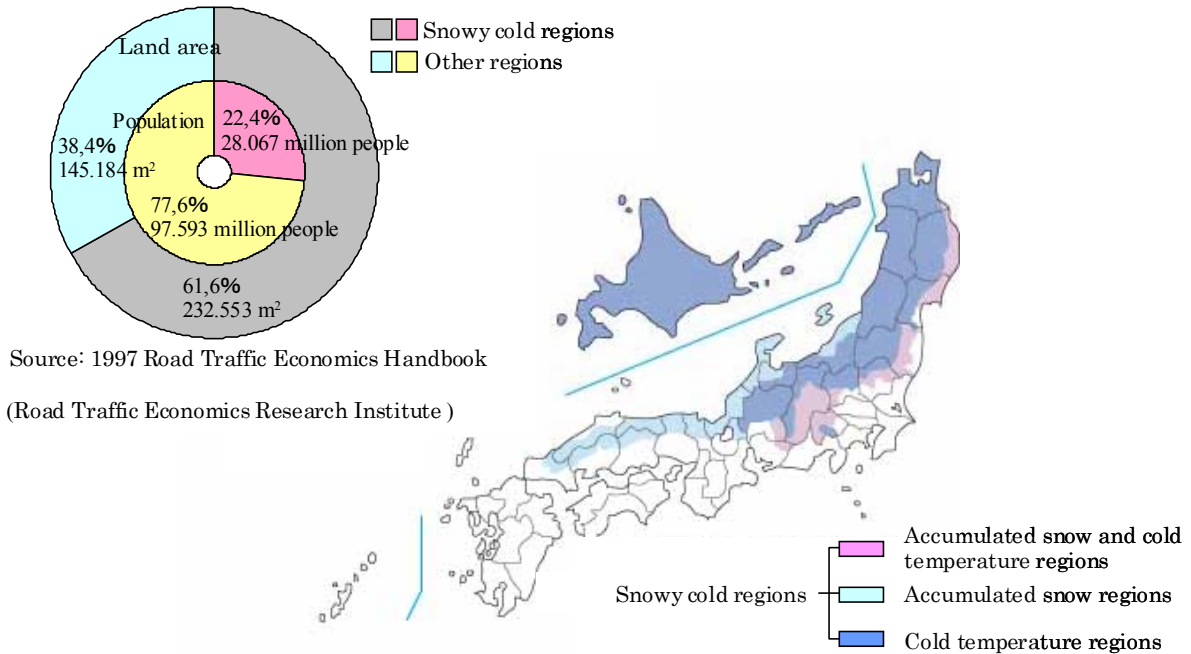 Land area
Population
22,4%
28.067 million people
38,4%
145.184 m²
77,6%
97.593 million people
61,6%
232.553 m²
Snowy cold regions
Other regions
Source: 1997 Road Traffic Economics Handbook
(Road Traffic Economics Research Institute )
Snowy cold regions
Accumulated snow and cold
temperature regions
Accumulated snow regions
Cold temperature regions